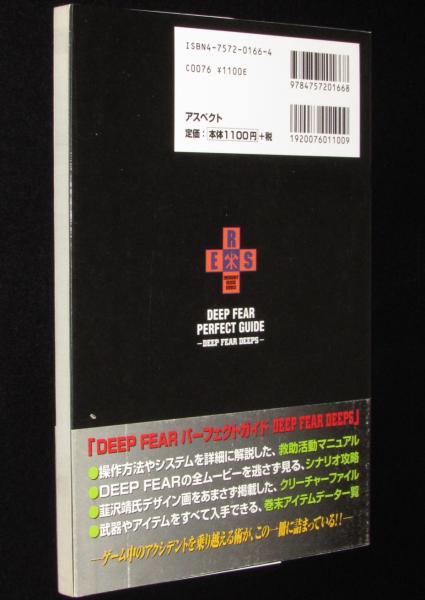 ISBN4-7572-0166-4
C0076 ¥1100E
9784757201668
アスペクト
定価：本体1100円+税
1920076011009
R
E S
EMERGENCY
RESCUE
SERVICE
DEEP FEAR
PERFECT GUIDE
－DEEP FEAR DEEPS－
「DEEP FEAR パーフェクトガイド DEEP FEAR DEEPS」
●操作方法やシステムを詳細に解説した、救助活動マニュアル
●DEEP FEARの全ムービーを逃さず見る、シナリオ攻略
●韮沢靖氏デザイン画をあまさず掲載した、クリーチャーファイル
●武器やアイテムをすべて入手できる、巻末アイテムデータ一覧
―ゲーム中のアクシデントを乗り越える術が、この一冊に詰まっている!!―